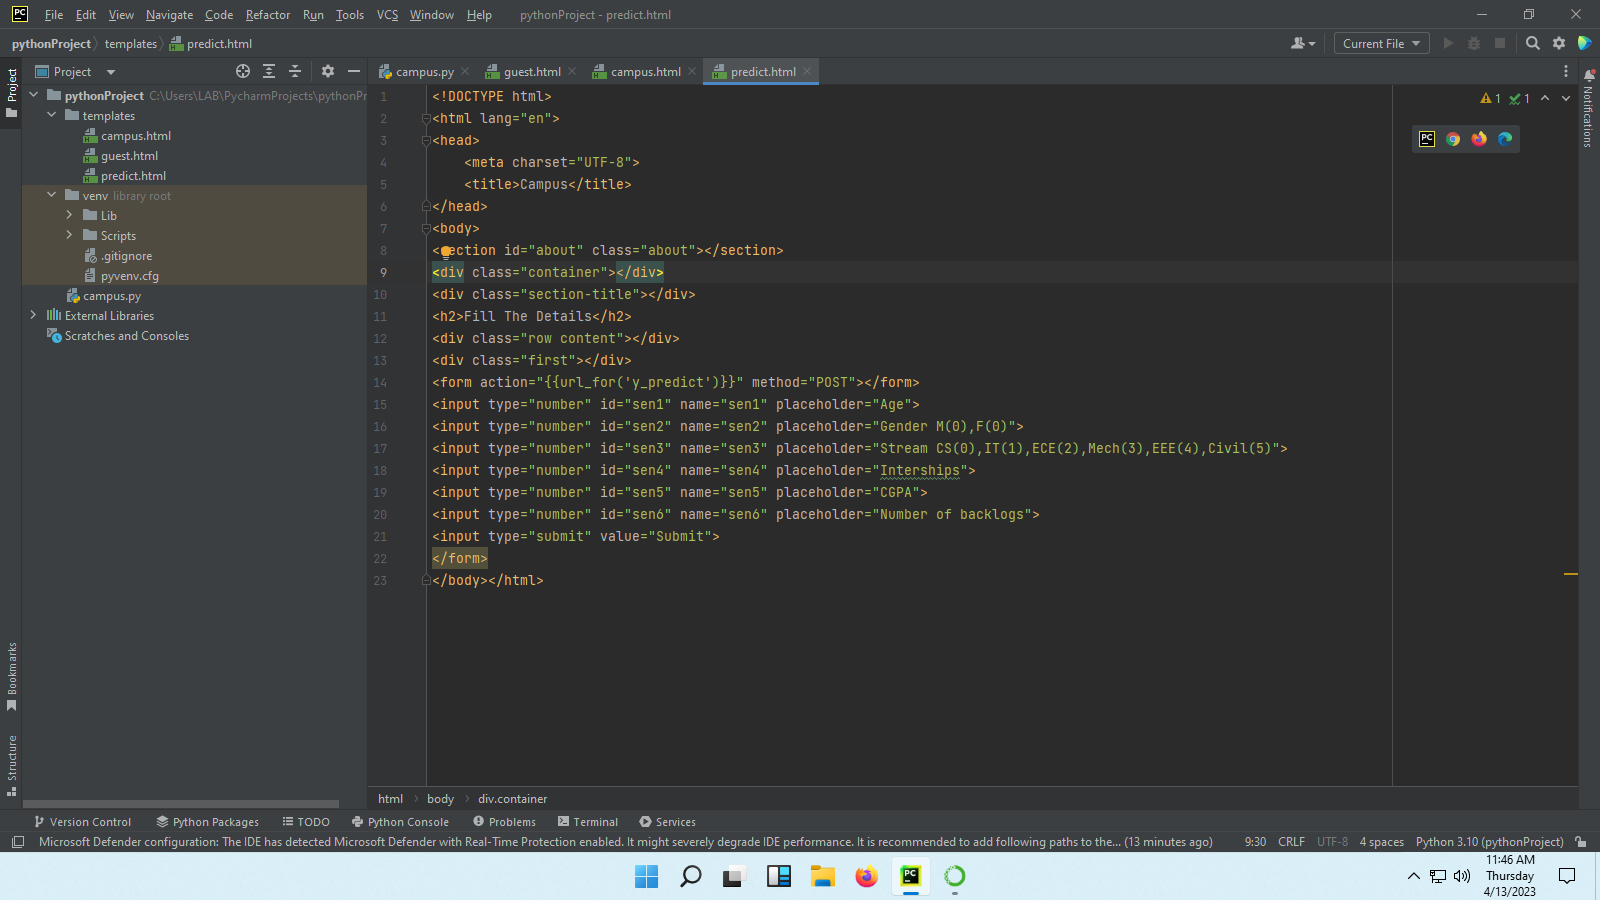 PC File Edit View Navigate Code Refactor Run Tools VCS Window Help pythonProject - predict.html
pythonProject templates predict.html Current File
Project campus.py guest.html campus.html predict.html
Project
Notifications
Bookmarks
Structure
pythonProject C:\Users\LAB\PycharmProjects\pythonPr
templates
campus.html
guest.html
predict.html
venv library root
Lib
Scripts
.gitignore
pyvenv.cfg
campus.py
External Libraries
Scratches and Consoles
1 1
PC
1 <!DOCTYPE html>
2 <html lang="en">
3 <head>
4 <meta charset="UTF-8">
5 <title>Campus</title>
6 </head>
7 <body>
8 <section id="about" class="about"></section>
9 <div class="container"></div>
10 <div class="section-title"></div>
11 <h2>Fill The Details</h2>
12 <div class="row content"></div>
13 <div class="first"></div>
14 <form action="{{url_for('y_predict')}}" method="POST"></form>
15 <input type="number" id="sen1" name="sen1" placeholder="Age">
16 <input type="number" id="sen2" name="sen2" placeholder="Gender M(0),F(0)">
17 <input type="number" id="sen3" name="sen3" placeholder="Stream CS(0),IT(1),ECE(2),Mech(3),EEE(4),Civil(5)">
18 <input type="number" id="sen4" name="sen4" placeholder="Interships">
19 <input type="number" id="sen5" name="sen5" placeholder="CGPA">
20 <input type="number" id="sen6" name="sen6" placeholder="Number of backlogs">
21 <input type="submit" value="Submit">
22 </form>
23 </body></html>
html body div.container
Version Control Python Packages TODO Python Console Problems Terminal Services
Microsoft Defender configuration: The IDE has detected Microsoft Defender with Real-Time Protection enabled. It might severely degrade IDE performance. It is recommended to add following paths to the... (13 minutes ago) 9:30 CRLF UTF-8 4 spaces Python 3.10 (pythonProject)
PC
11:46 AM
Thursday
4/13/2023